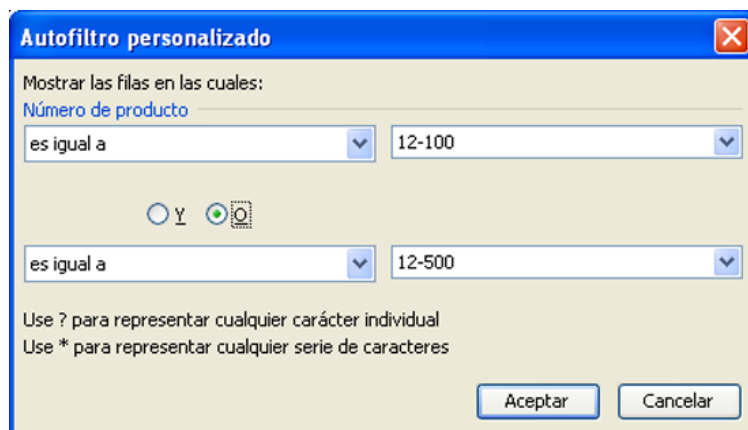 Autofiltro personalizado
Mostrar las filas en las cuales:
Número de producto
es igual a 12-100
Y O
es igual a 12-500
Use ? para representar cualquier carácter individual
Use * para representar cualquier serie de caracteres
Aceptar Cancelar